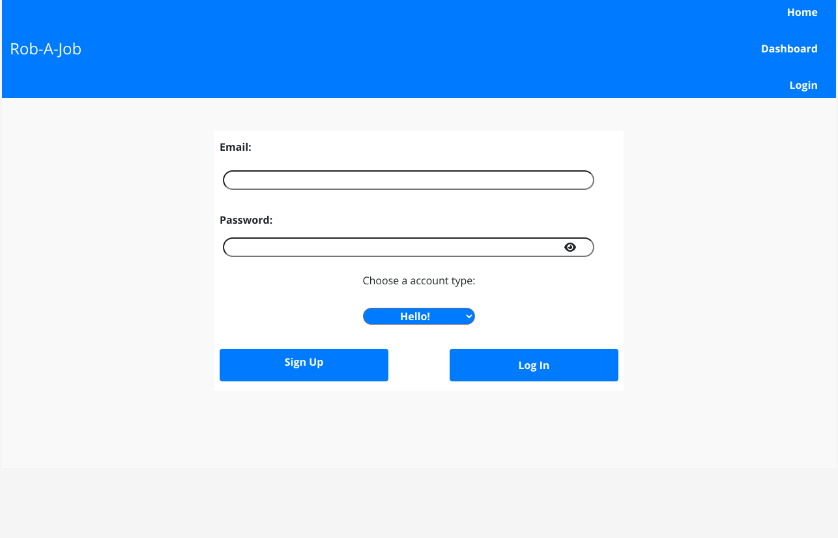 Home
Rob-A-Job
Dashboard
Login
Email:
Password:
Choose a account type:
Hello!
Sign Up
Log In